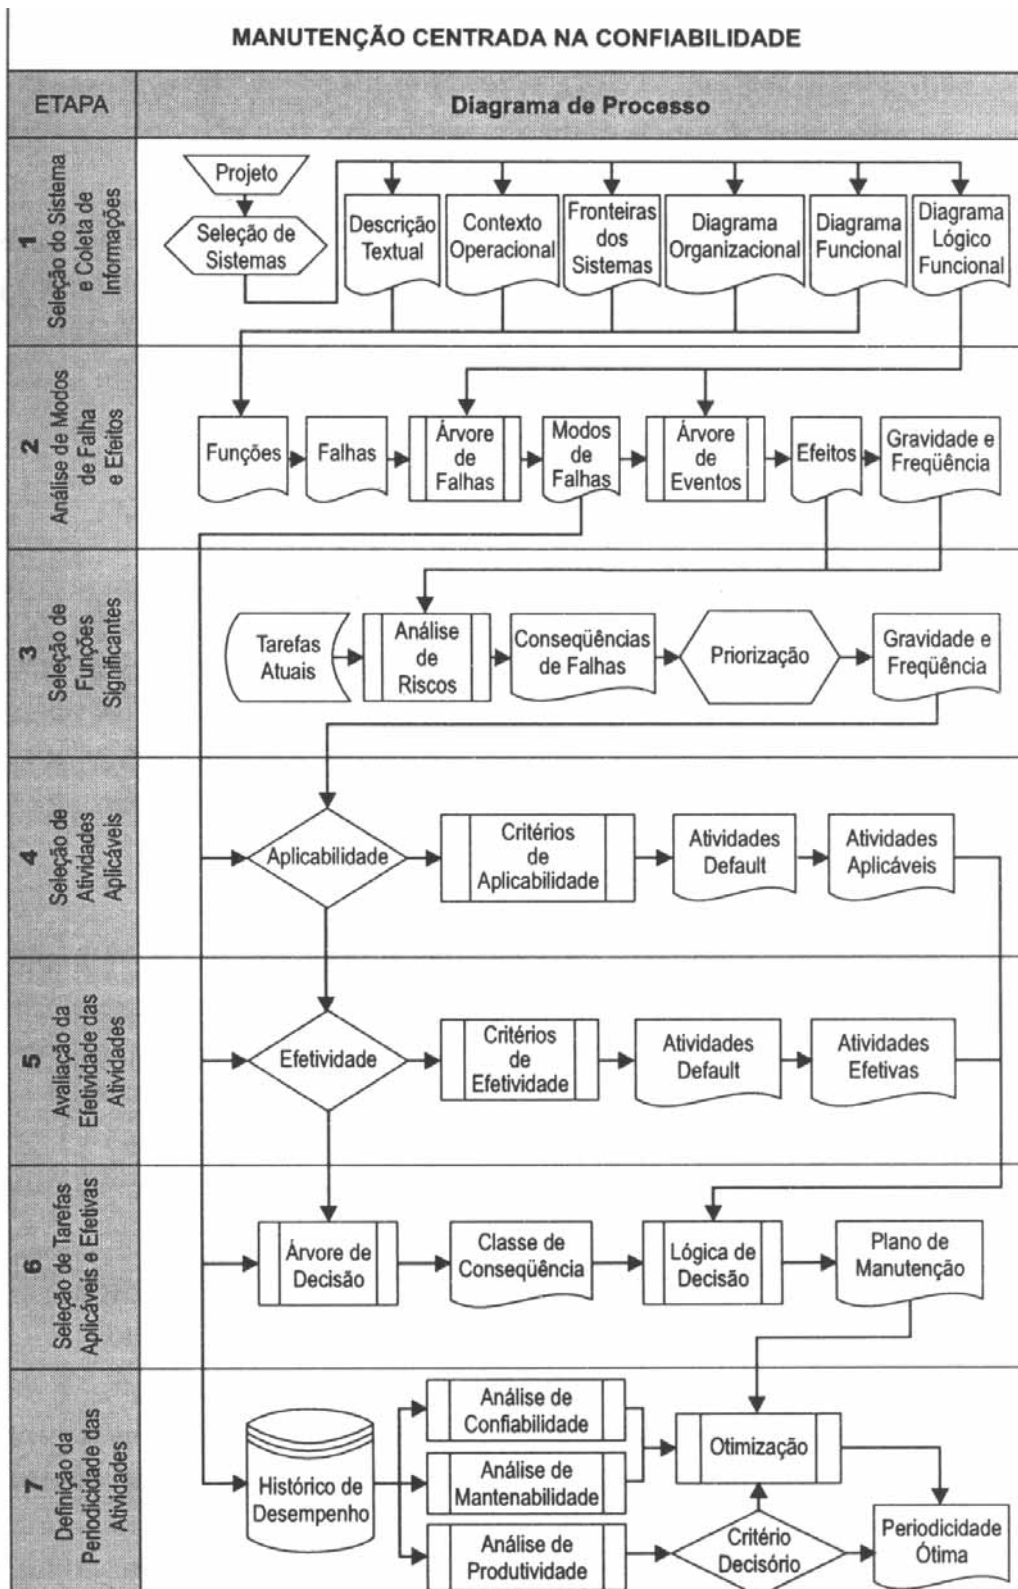 MANUTENÇÃO CENTRADA NA CONFIABILIDADE
ETAPA
Diagrama de Processo
1
Seleção do Sistema
e Coleta de
Informações
Projeto
Seleção de
Sistemas
Descrição
Textual
Contexto
Operacional
Fronteiras
dos
Sistemas
Diagrama
Organizacional
Diagrama
Funcional
Diagrama
Lógico
Funcional
2
Análise de Modos
de Falha
e Efeitos
Funções
Falhas
Árvore
de
Falhas
Modos
de
Falhas
Árvore
de
Eventos
Efeitos
Gravidade e
Freqüência
3
Seleção de
Funções
Significantes
Tarefas
Atuais
Análise
de
Riscos
Conseqüências
de Falhas
Priorização
Gravidade e
Freqüência
4
Seleção de
Atividades
Aplicáveis
Aplicabilidade
Critérios
de
Aplicabilidade
Atividades
Default
Atividades
Aplicáveis
5
Avaliação da
Efetividade das
Atividades
Efetividade
Critérios
de
Efetividade
Atividades
Default
Atividades
Efetivas
6
Seleção de Tarefas
Aplicáveis e Efetivas
Árvore de
Decisão
Classe de
Conseqüência
Lógica de
Decisão
Plano de
Manutenção
7
Definição da
Periodicidade das
Atividades
Histórico de
Desempenho
Análise de
Confiabilidade
Análise de
Mantenabilidade
Análise de
Produtividade
Otimização
Critério
Decisório
Periodicidade
Ótima